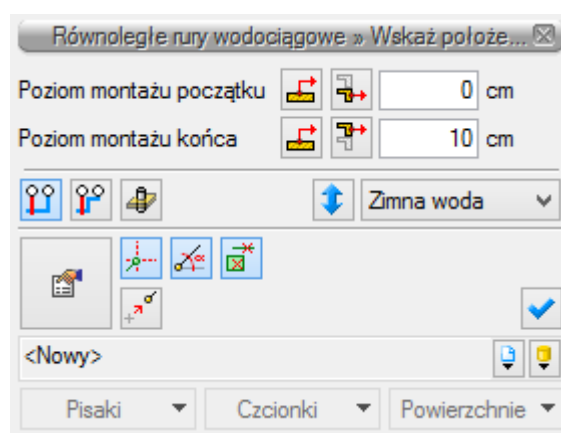 Równoległe rury wodociągowe » Wskaż położe...
Poziom montażu początku 0 cm
Poziom montażu końca 10 cm
Zimna woda
<Nowy>
Pisaki Czcionki Powierzchnie